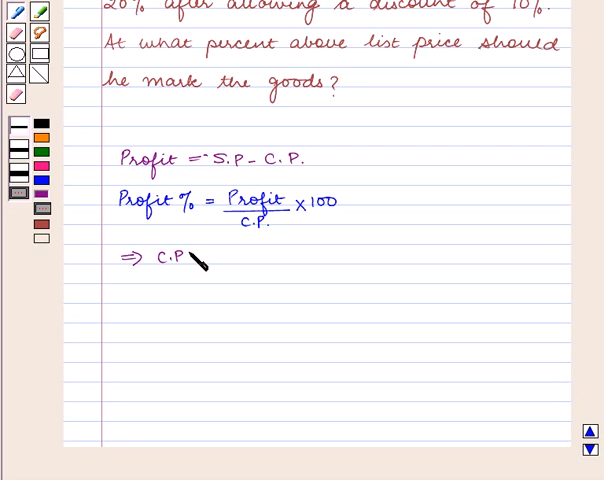 20% after allowing a discount of 10%.
At what percent above list price should
he mark the goods?
Profit = S.P - C.P.
Profit % = Profit / C.P. × 100
⇒ C.P